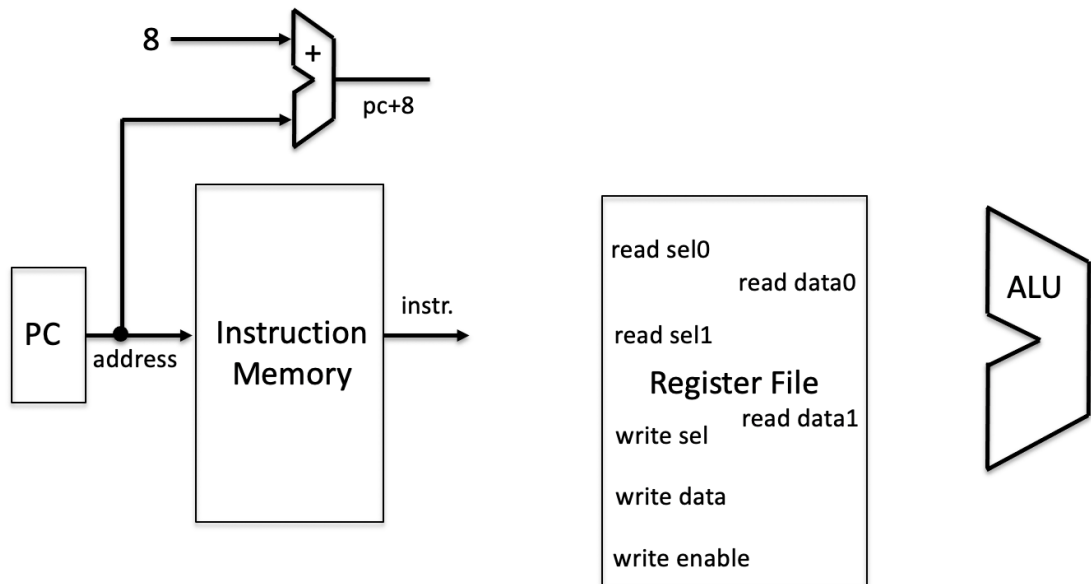 8
+
pc+8
PC
address
Instruction
Memory
instr.
read sel0
read data0
read sel1
Register File
read data1
write sel
write data
write enable
ALU